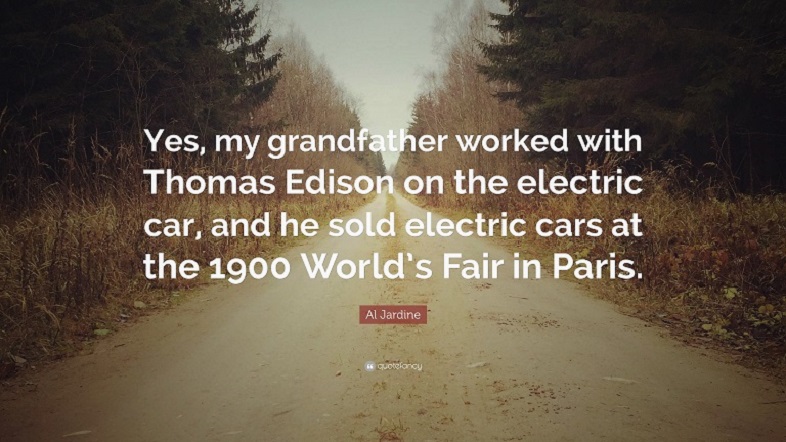 Yes, my grandfather worked with
Thomas Edison on the electric
car, and he sold electric cars at
the 1900 World’s Fair in Paris.
Al Jardine
quotefancy